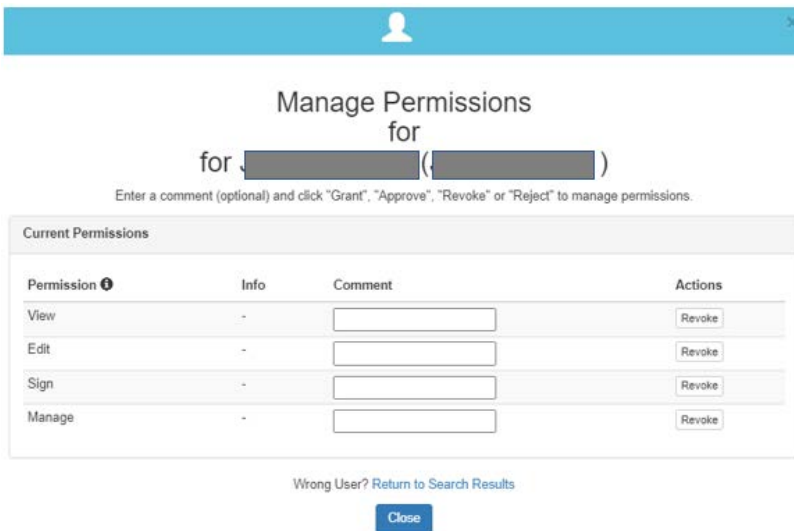 Manage Permissions
for
for ( )
Enter a comment (optional) and click "Grant", "Approve", "Revoke" or "Reject" to manage permissions.
Current Permissions
Permission Info Comment Actions
View - Revoke
Edit - Revoke
Sign - Revoke
Manage - Revoke
Wrong User? Return to Search Results
Close